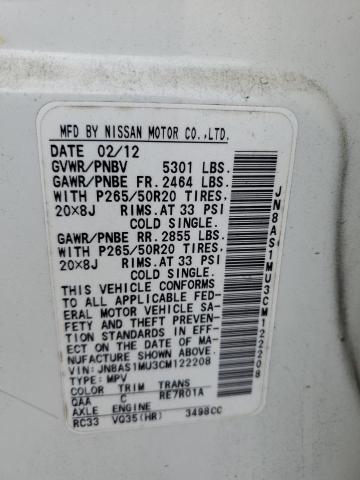 MFD BY NISSAN MOTOR CO.,LTD.
DATE 02/12
GVWR/PNBV 5301 LBS.
GAWR/PNBE FR. 2464 LBS.
WITH P265/50R20 TIRES,
20×8J RIMS. AT 33 PSI
COLD SINGLE.
GAWR/PNBE RR. 2855 LBS.
WITH P265/50R20 TIRES,
20×8J RIMS. AT 33 PSI
COLD SINGLE.
THIS VEHICLE CONFORMS
TO ALL APPLICABLE FED-
ERAL MOTOR VEHICLE SA-
FETY AND THEFT PREVENTION
STANDARDS IN EFF-
ECT ON THE DATE OF MA-
NUFACTURE SHOWN ABOVE.
VIN: JN8AS1MU3CM122208
TYPE: MPV
COLOR TRIM TRANS
QAA C RE7R01A
AXLE ENGINE
RC33 VQ35(HR) 3498CC
JN8AS1MU3CM122208